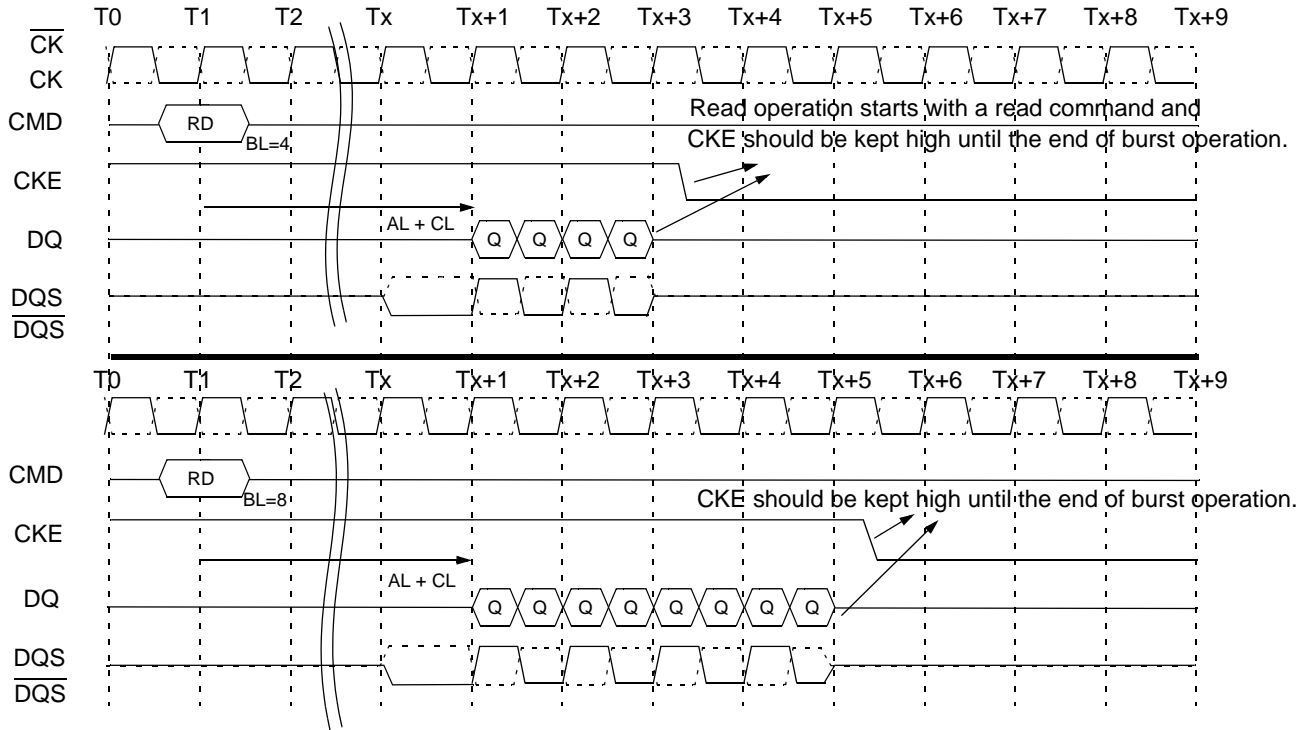 T0 T1 T2 Tx Tx+1 Tx+2 Tx+3 Tx+4 Tx+5 Tx+6 Tx+7 Tx+8 Tx+9
CK
CK
CMD RD BL=4
Read operation starts with a read command and
CKE should be kept high until the end of burst operation.
CKE
AL + CL
DQ Q Q Q Q
DQS
DQS
T0 T1 T2 Tx Tx+1 Tx+2 Tx+3 Tx+4 Tx+5 Tx+6 Tx+7 Tx+8 Tx+9
CMD RD BL=8
CKE should be kept high until the end of burst operation.
CKE
AL + CL
DQ Q Q Q Q Q Q Q Q
DQS
DQS